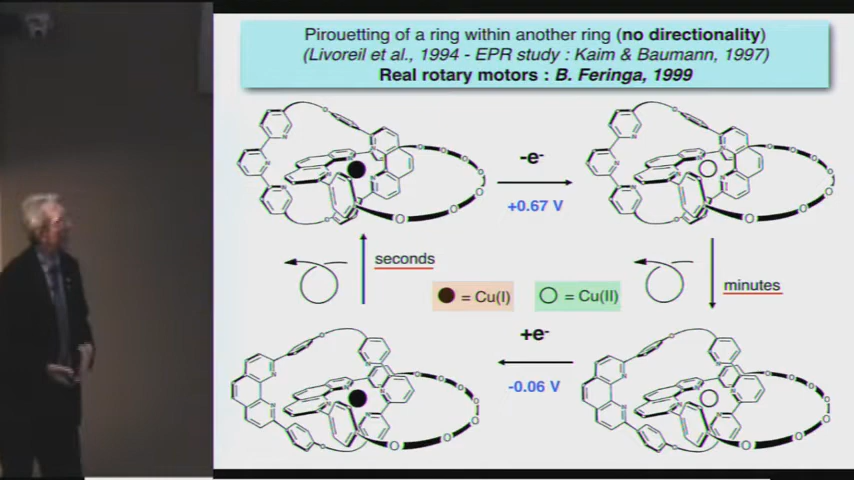 Pirouetting of a ring within another ring (no directionality)
(Livoreil et al., 1994 - EPR study : Kaim & Baumann, 1997)
Real rotary motors : B. Feringa, 1999
-e-
+0.67 V
seconds
minutes
= Cu(I)
= Cu(II)
+e-
-0.06 V